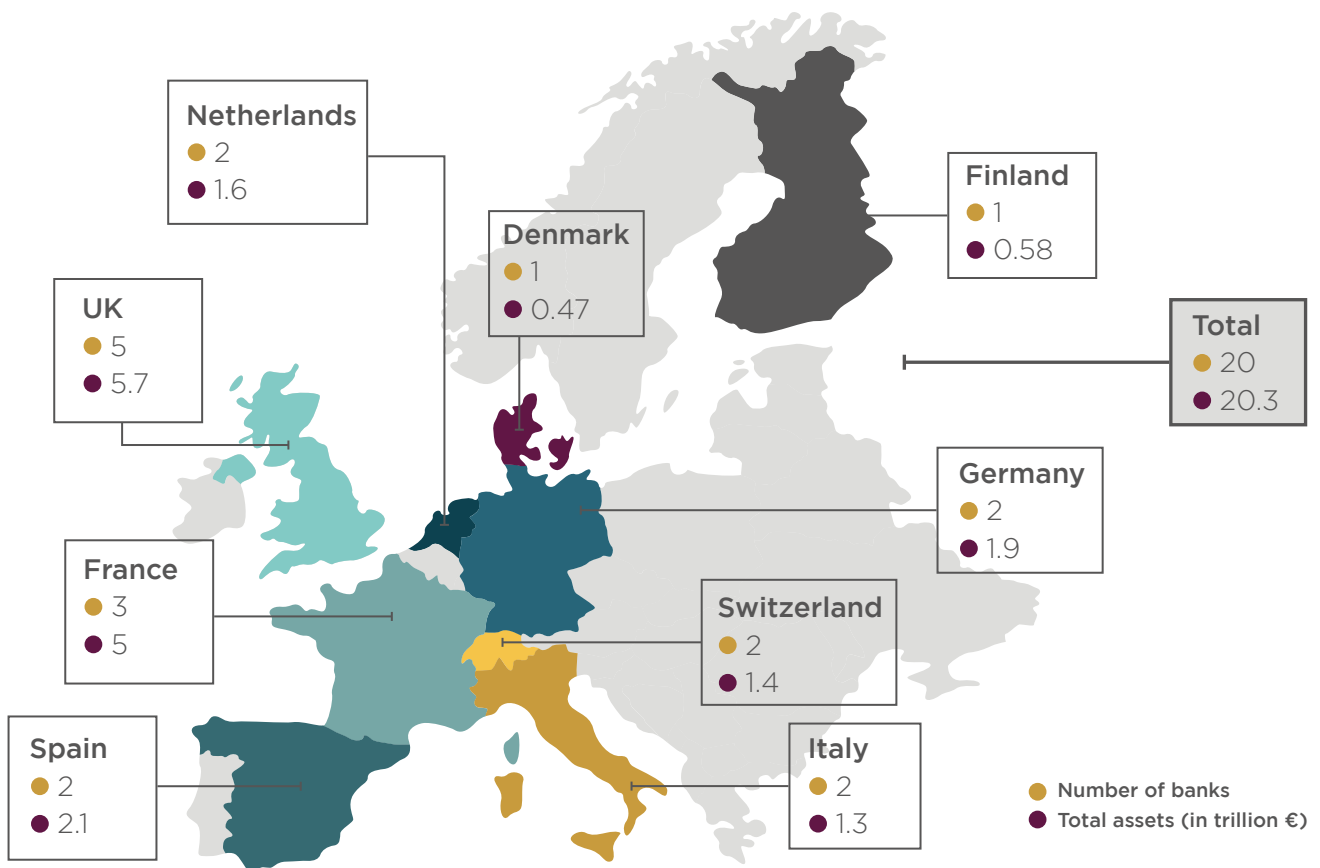 Netherlands
2
1.6
Finland
1
0.58
Denmark
1
0.47
UK
5
5.7
Total
20
20.3
Germany
2
1.9
France
3
5
Switzerland
2
1.4
Spain
2
2.1
Italy
2
1.3
Number of banks
Total assets (in trillion €)